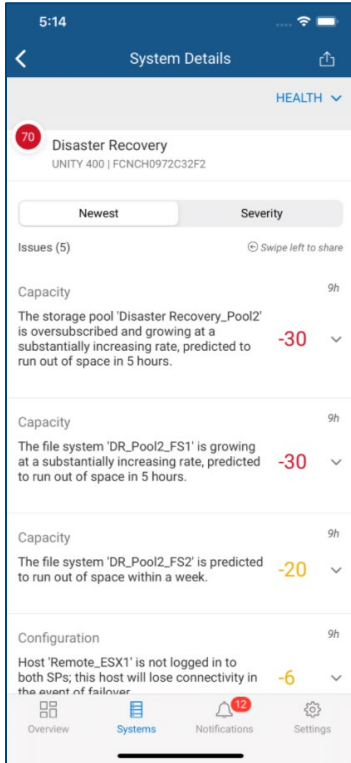 5:14
System Details
HEALTH
70
Disaster Recovery
UNITY 400 | FCNCH0972C32F2
Newest Severity
Issues (5) Swipe left to share
Capacity 9h
The storage pool 'Disaster Recovery_Pool2'
is oversubscribed and growing at a
substantially increasing rate, predicted to
run out of space in 5 hours.
-30
Capacity 9h
The file system 'DR_Pool2_FS1' is growing
at a substantially increasing rate, predicted
to run out of space in 5 hours.
-30
Capacity 9h
The file system 'DR_Pool2_FS2' is predicted
to run out of space within a week.
-20
Configuration 9h
Host 'Remote_ESX1' is not logged in to
both SPs; this host will lose connectivity in
the event of failover
-6
12
Overview Systems Notifications Settings